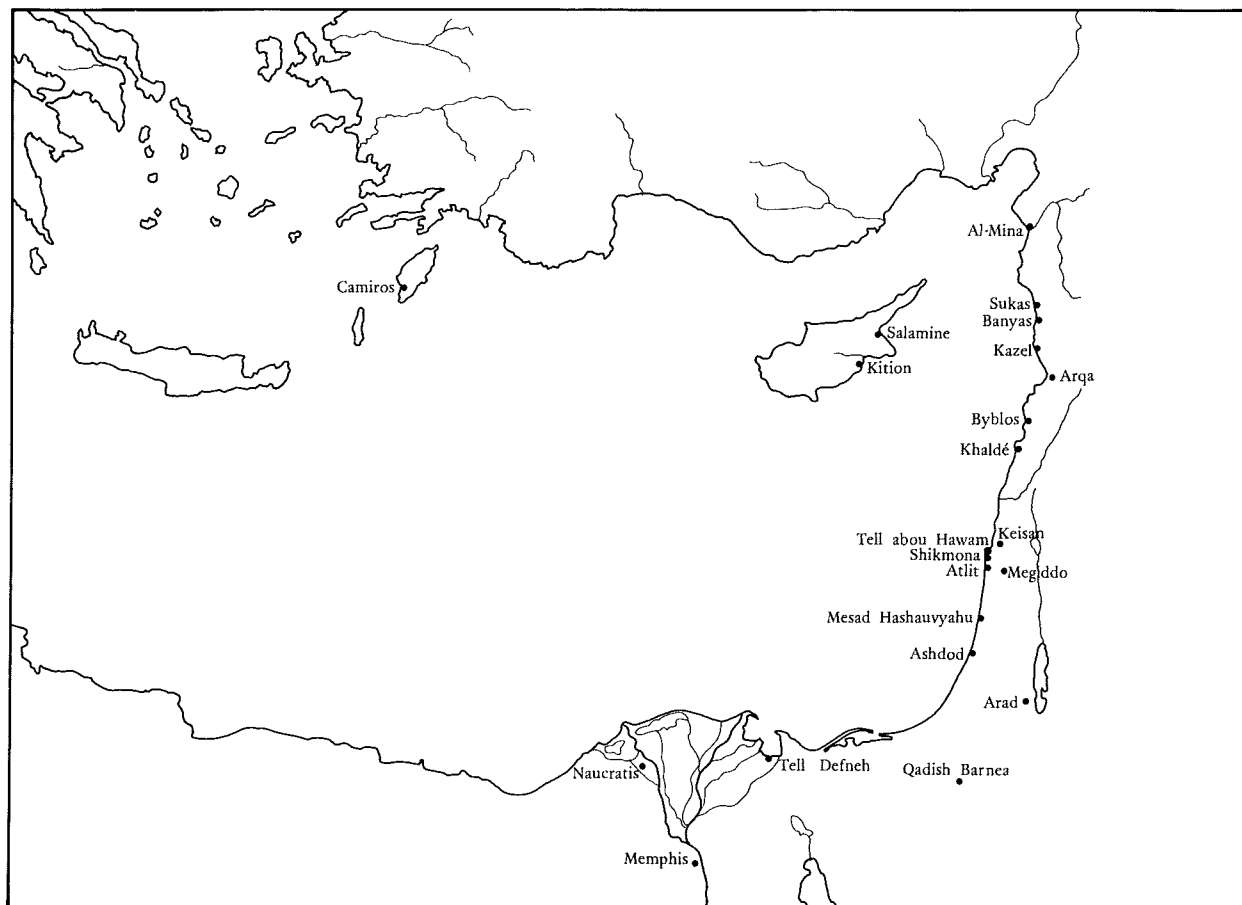 Al-Mina
Camiros
Sukas
Banyas
Salamine
Kazel
Kition
Arqa
Byblos
Khaldé
Keisan
Tell abou Hawam
Shikmona
Atlit
Megiddo
Mesad Hashauvyahu
Ashdod
Arad
Naucratis
Tell Defneh
Qadish Barnea
Memphis